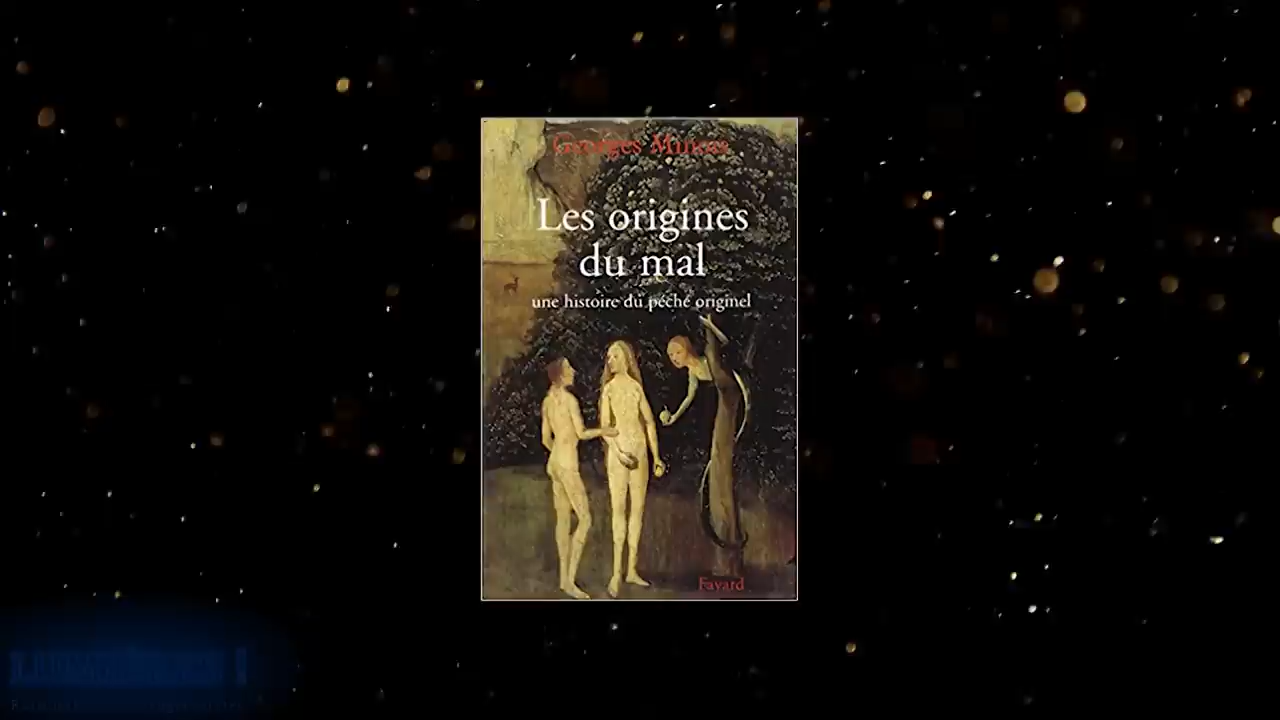 Georges Minois
Les origines
du mal
une histoire du péché originel
Fayard